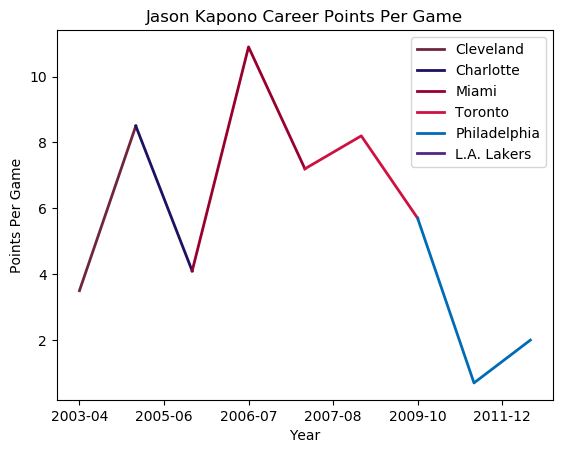 Jason Kapono Career Points Per Game
Points Per Game
10
8
6
4
2
Cleveland
Charlotte
Miami
Toronto
Philadelphia
L.A. Lakers
2003-04
2005-06
2006-07
2007-08
2009-10
2011-12
Year